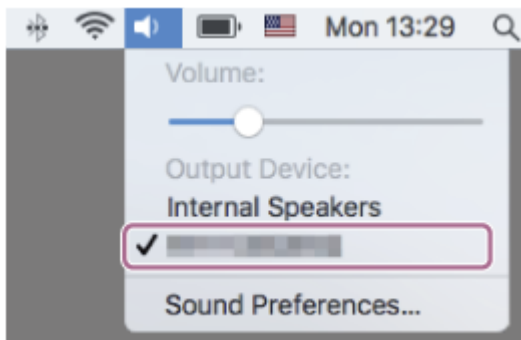 Mon 13:29
Volume:
Output Device:
Internal Speakers
Sound Preferences...